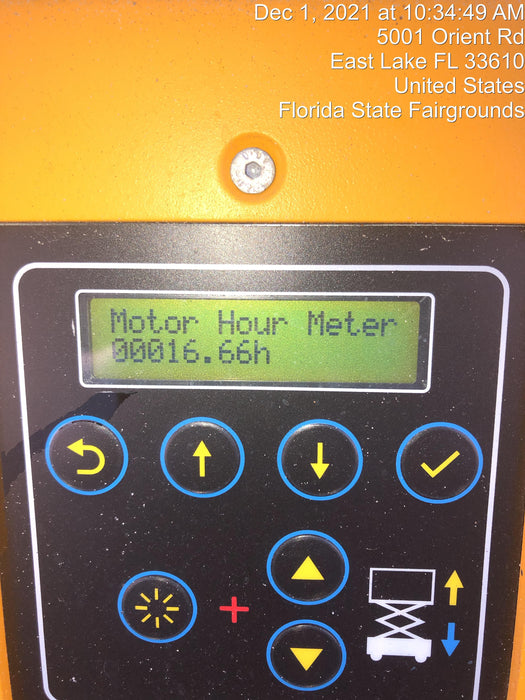 Dec 1, 2021 at 10:34:49 AM
5001 Orient Rd
East Lake FL 33610
United States
Florida State Fairgrounds
Motor Hour Meter
00016.66h